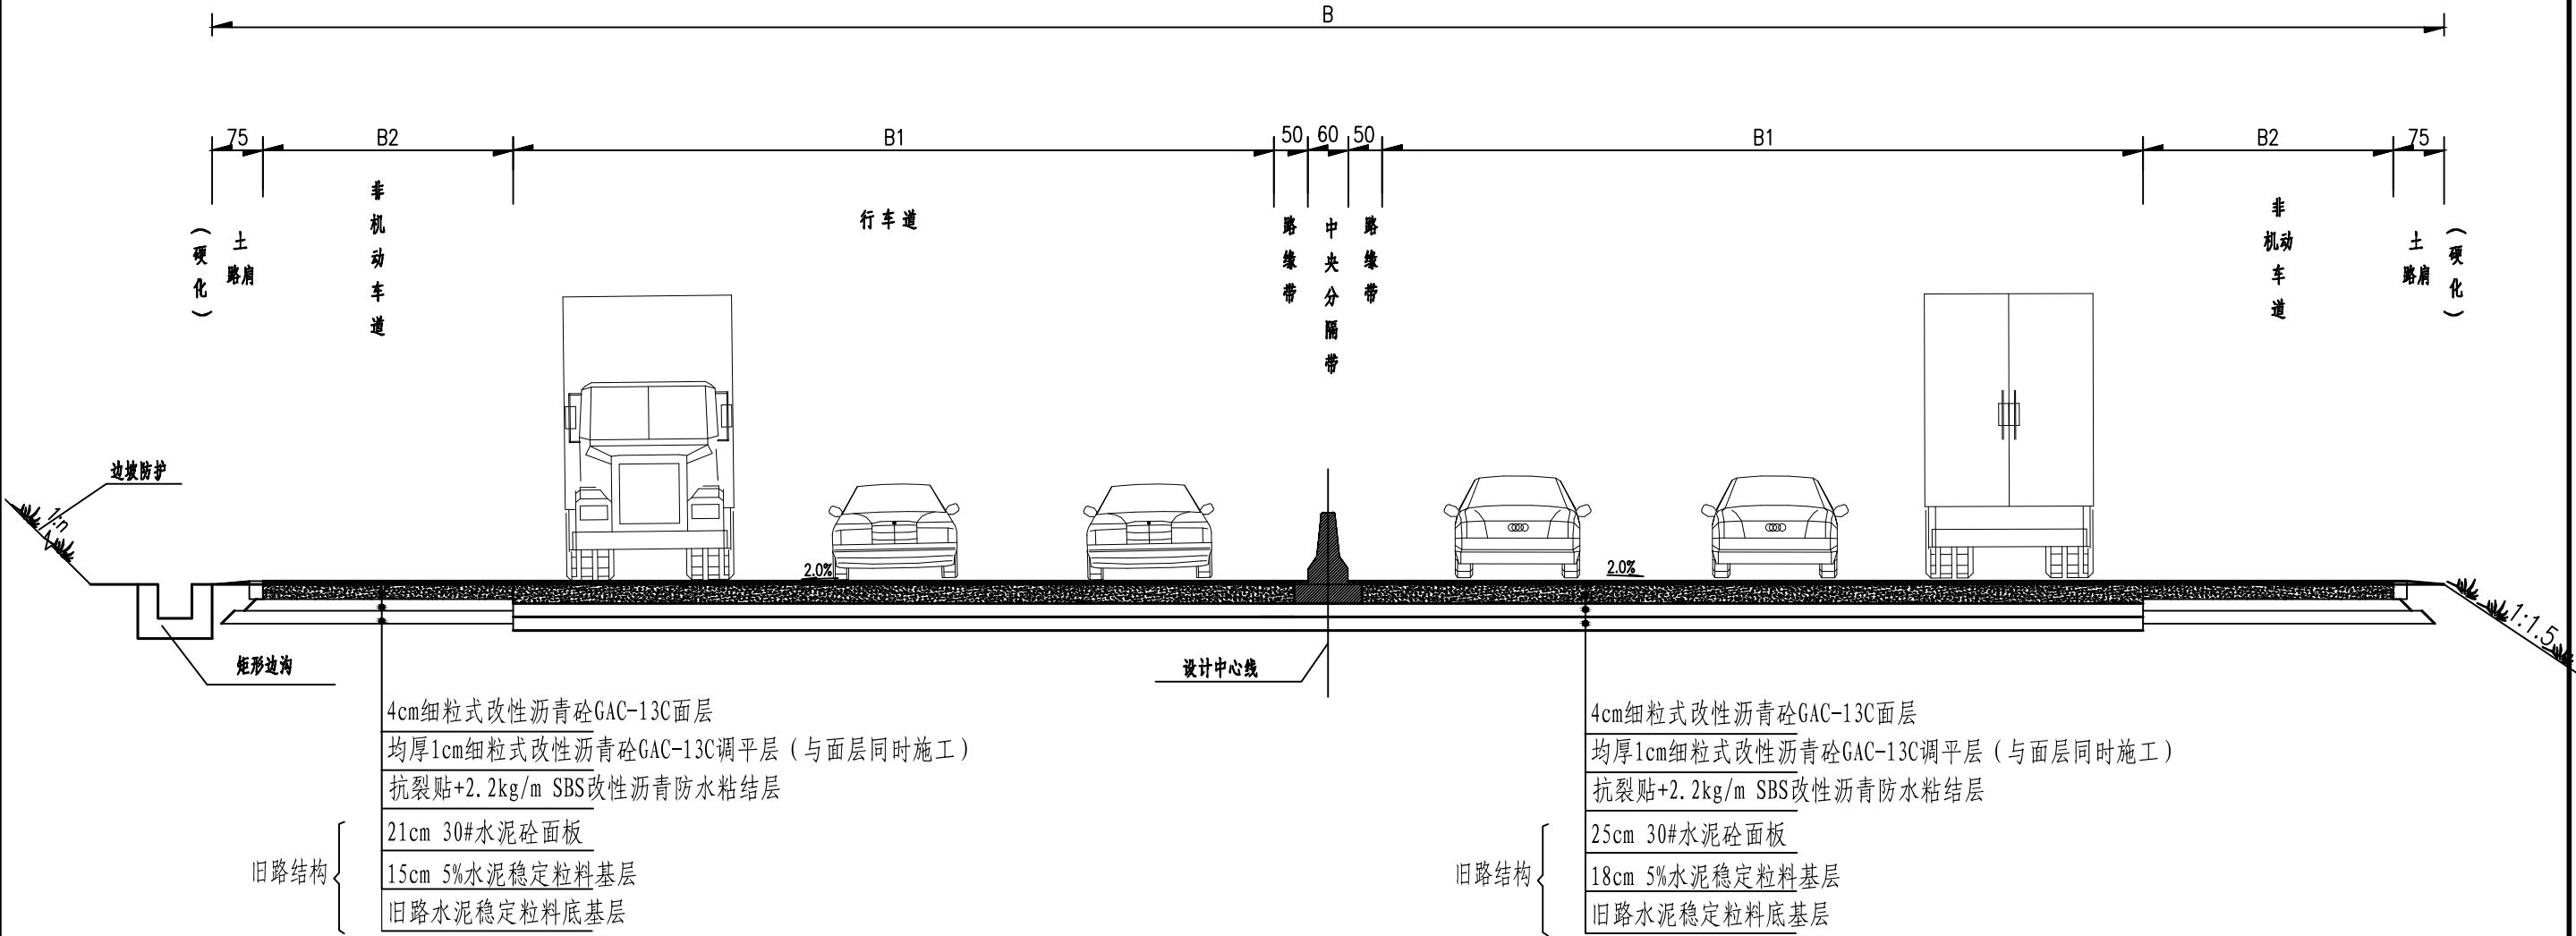 B
75
B2
B1
50
60
50
B1
B2
75
（硬化）
土路肩
非机动车道
行车道
路缘带
中央分隔带
路缘带
非机动车道
土路肩
（硬化）
边坡防护
1:n
2.0%
2.0%
1:1.5
矩形边沟
设计中心线
4cm细粒式改性沥青砼GAC-13C面层
均厚1cm细粒式改性沥青砼GAC-13C调平层（与面层同时施工）
抗裂贴+2.2kg/m SBS改性沥青防水粘结层
21cm 30#水泥砼面板
旧路结构
15cm 5%水泥稳定粒料基层
旧路水泥稳定粒料底基层
4cm细粒式改性沥青砼GAC-13C面层
均厚1cm细粒式改性沥青砼GAC-13C调平层（与面层同时施工）
抗裂贴+2.2kg/m SBS改性沥青防水粘结层
25cm 30#水泥砼面板
旧路结构
18cm 5%水泥稳定粒料基层
旧路水泥稳定粒料底基层